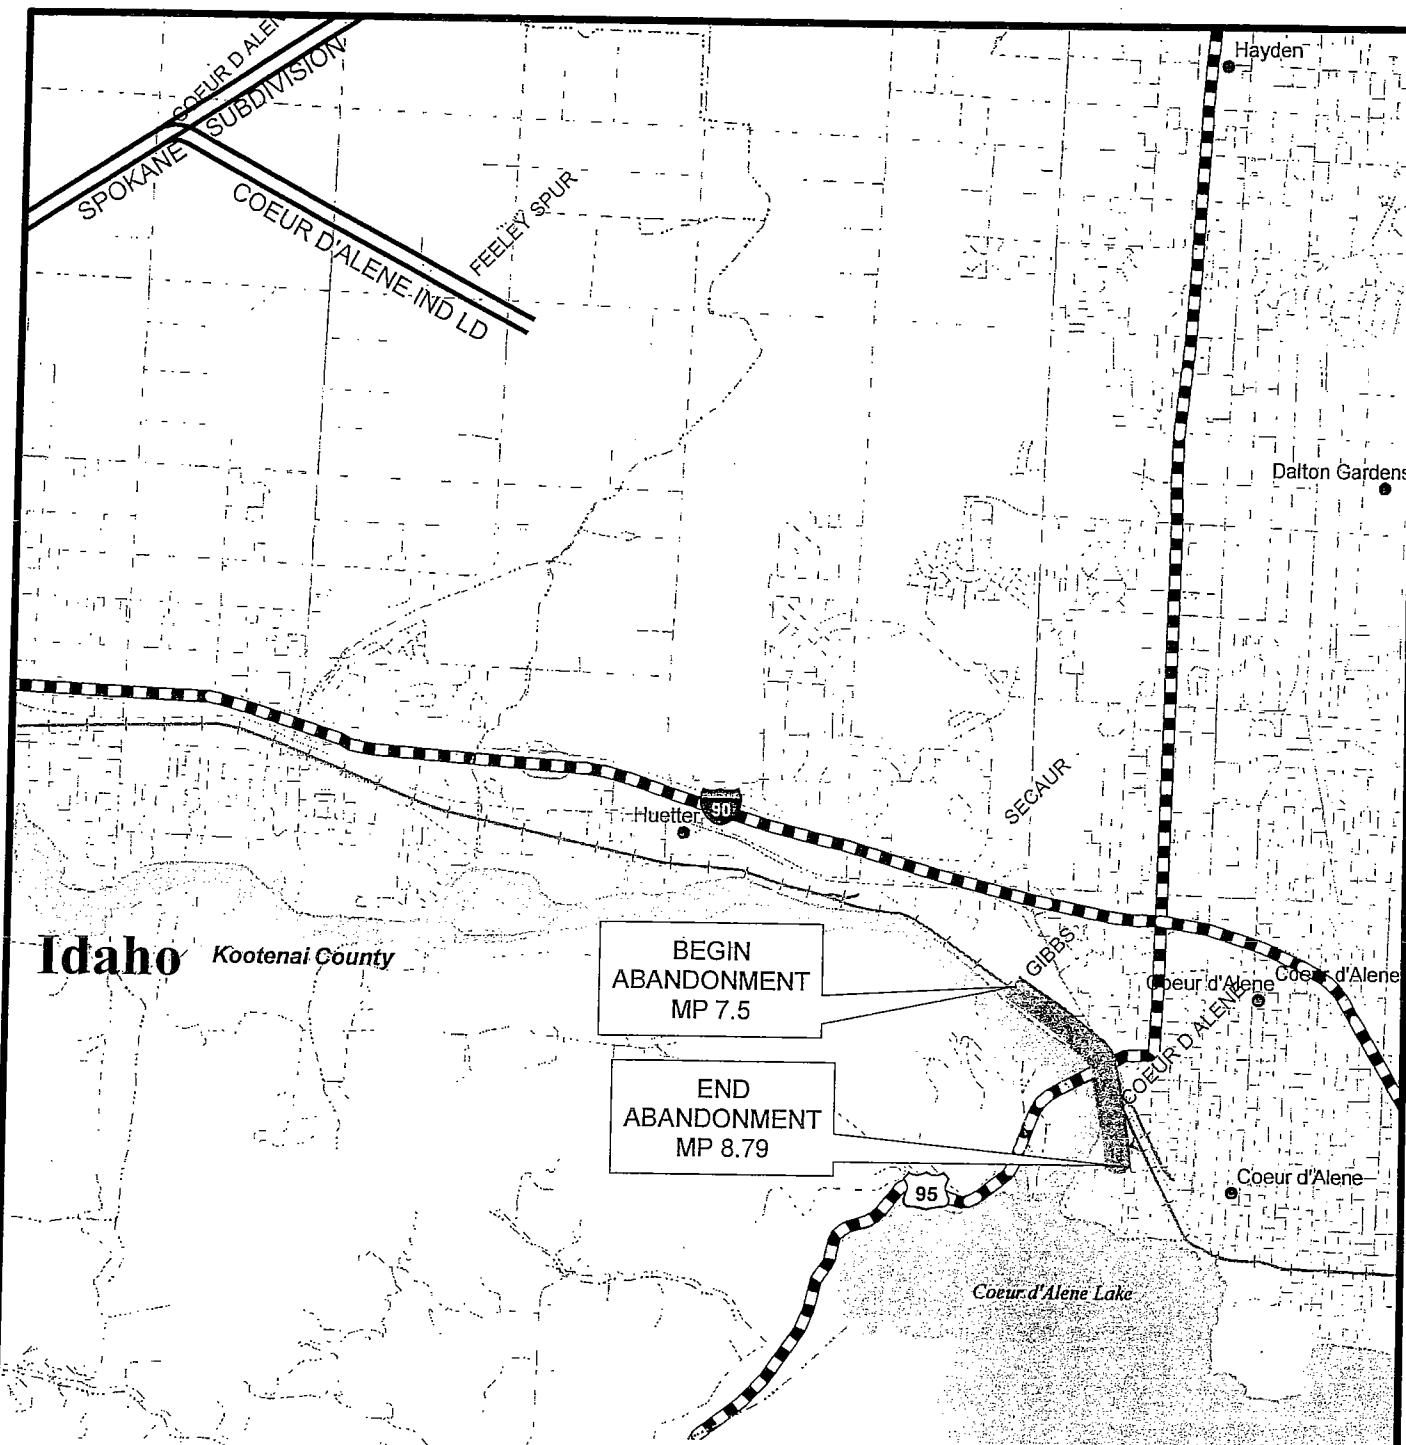 COEUR D ALEN
SPOKANE SUBDIVISION
COEUR D'ALENE IND LD
FEELEY SPUR
Hayden
Dalton Gardens
SECAUR
90
Huetter
Idaho
Kootenai County
GIBBS
BEGIN
ABANDONMENT
MP 7.5
Coeur d'Alene
Coeur d'Alene
COEUR D ALENE
END
ABANDONMENT
MP 8.79
95
Coeur d'Alene
Coeur d'Alene Lake